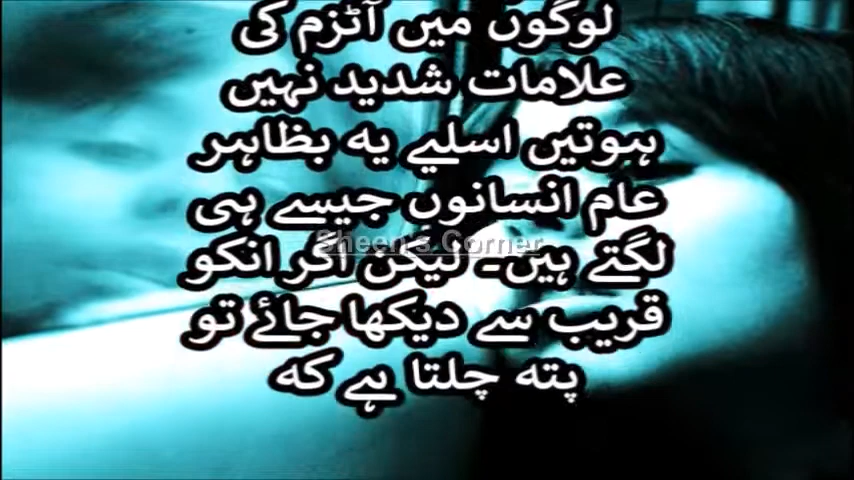 لوگوں میں آٹزم کی
علامات شدید نہیں
ہوتیں اسلیے یہ بظاہر
عام انسانوں جیسے ہی
Sheen's Corner
لگتے ہیں۔ لیکن اگر انکو
قریب سے دیکھا جائے تو
پتہ چلتا ہے کہ